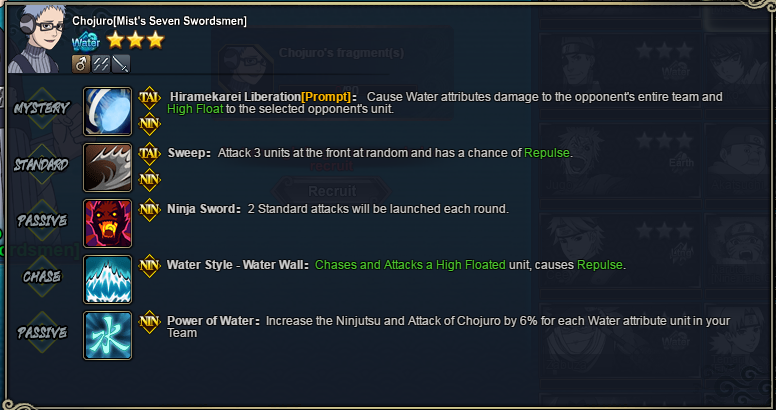 Chojuro[Mist's Seven Swordsmen]
Water
MYSTERY
TAI
NIN
Hiramekarei Liberation[Prompt]： Cause Water attributes damage to the opponent's entire team and
High Float to the selected opponent's unit.
STANDARD
TAI
NIN
Sweep：Attack 3 units at the front at random and has a chance of Repulse.
PASSIVE
NIN
Ninja Sword：2 Standard attacks will be launched each round.
CHASE
NIN
Water Style - Water Wall：Chases and Attacks a High Floated unit, causes Repulse.
PASSIVE
水
NIN
Power of Water：Increase the Ninjutsu and Attack of Chojuro by 6% for each Water attribute unit in your
Team
Chojuro's fragment(s)
Recruit
Earth